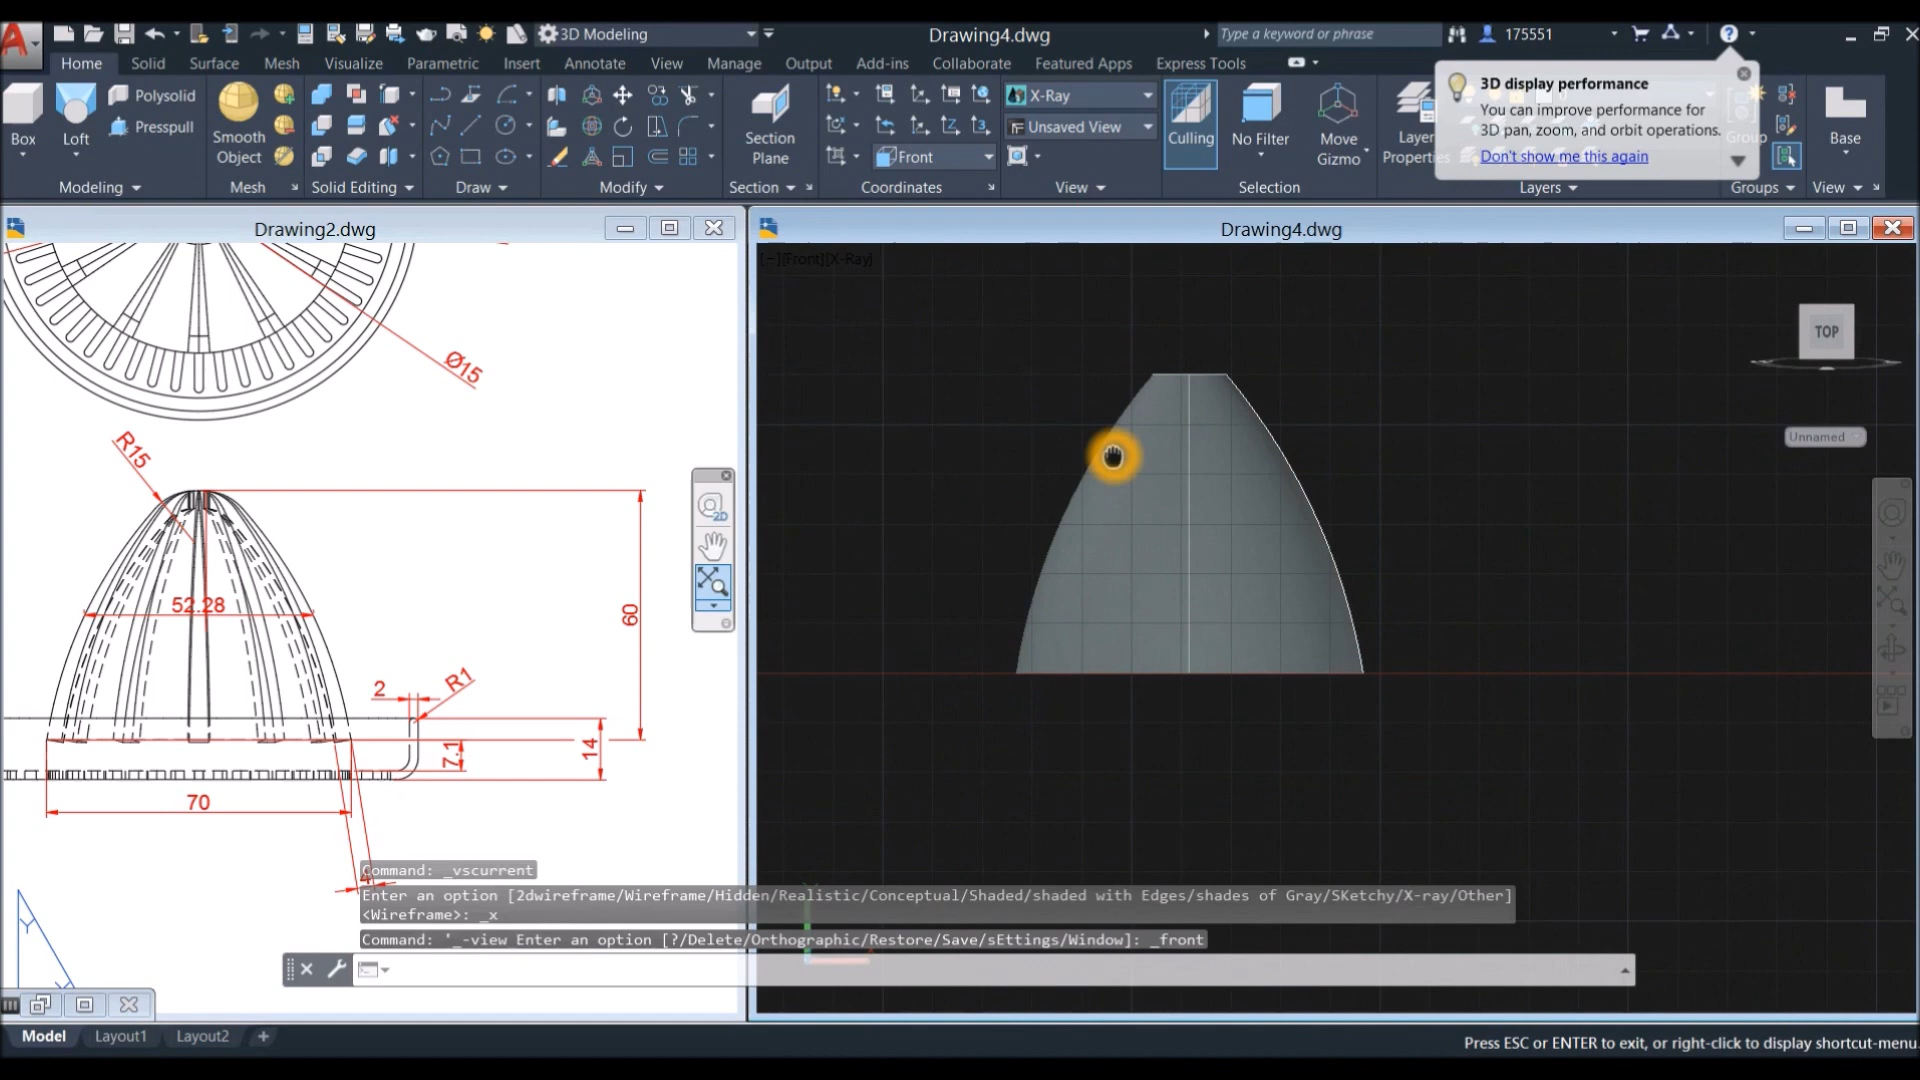 3D Modeling
Drawing4.dwg
Type a keyword or phrase
175551
Home Solid Surface Mesh Visualize Parametric Insert Annotate View Manage Output Add-ins Collaborate Featured Apps Express Tools
Box
Loft
Polysolid
Presspull
Smooth
Object
Section
Plane
X-Ray
Unsaved View
Front
Culling
No Filter
Move
Gizmo
Layer
Properties
Group
Base
3D display performance
You can improve performance for
3D pan, zoom, and orbit operations.
Don't show me this again
Modeling
Mesh
Solid Editing
Draw
Modify
Section
Coordinates
View
Selection
Layers
Groups
View
Drawing2.dwg
Drawing4.dwg
[−][Front][X-Ray]
TOP
Unnamed
Ø15
R15
52.28
60
2
R1
7.1
14
70
4
2D
Y
Command: _vscurrent
Enter an option [2dwireframe/Wireframe/Hidden/Realistic/Conceptual/Shaded/shaded with Edges/shades of Gray/SKetchy/X-ray/Other]
<Wireframe>: _x
Command: '_-view Enter an option [?/Delete/Orthographic/Restore/Save/sEttings/Window]: _front
Model Layout1 Layout2 +
Press ESC or ENTER to exit, or right-click to display shortcut-menu.